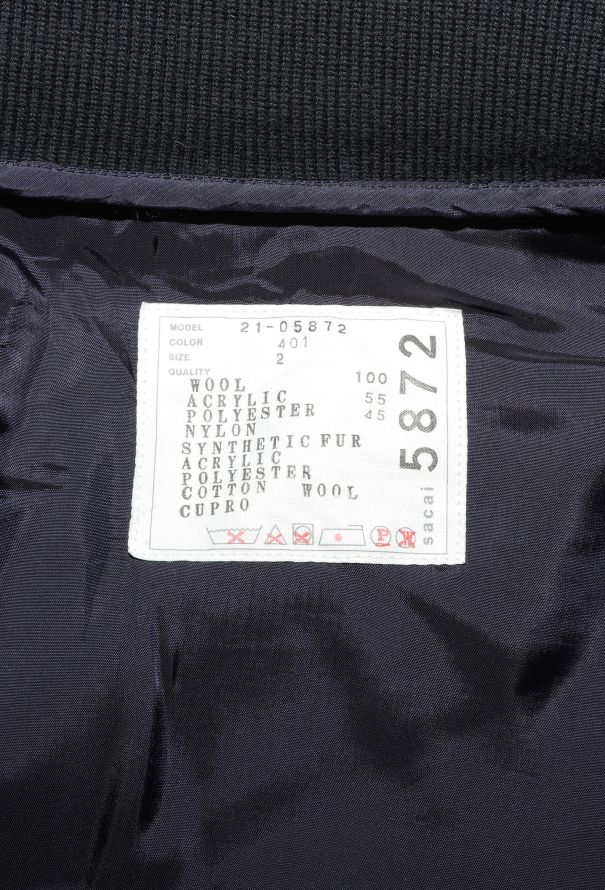 MODEL 21-05872
COLOR 401
SIZE 2
QUALITY
WOOL 100
ACRYLIC 55
POLYESTER 45
NYLON
SYNTHETIC FUR
ACRYLIC
POLYESTER
COTTON WOOL
CUPRO
P
W
sacai 5872